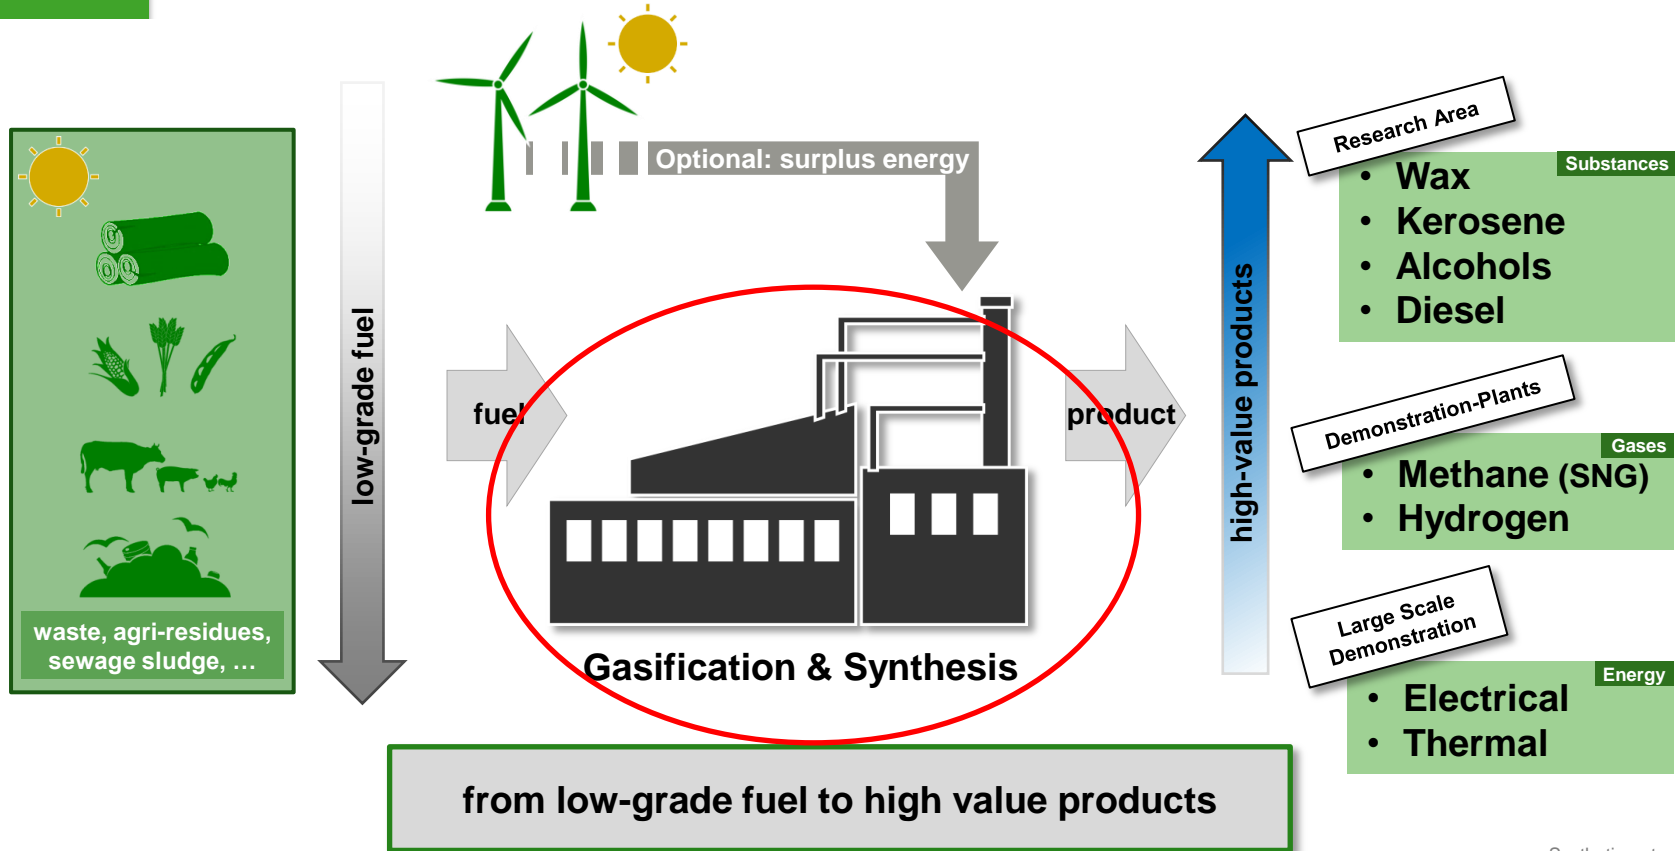 Optional: surplus energy
low-grade fuel
waste, agri-residues,
sewage sludge, …
fuel
Gasification & Synthesis
product
high-value products
Research Area
Substances
• Wax
• Kerosene
• Alcohols
• Diesel
Demonstration-Plants
Gases
• Methane (SNG)
• Hydrogen
Large Scale
Demonstration
Energy
• Electrical
• Thermal
from low-grade fuel to high value products